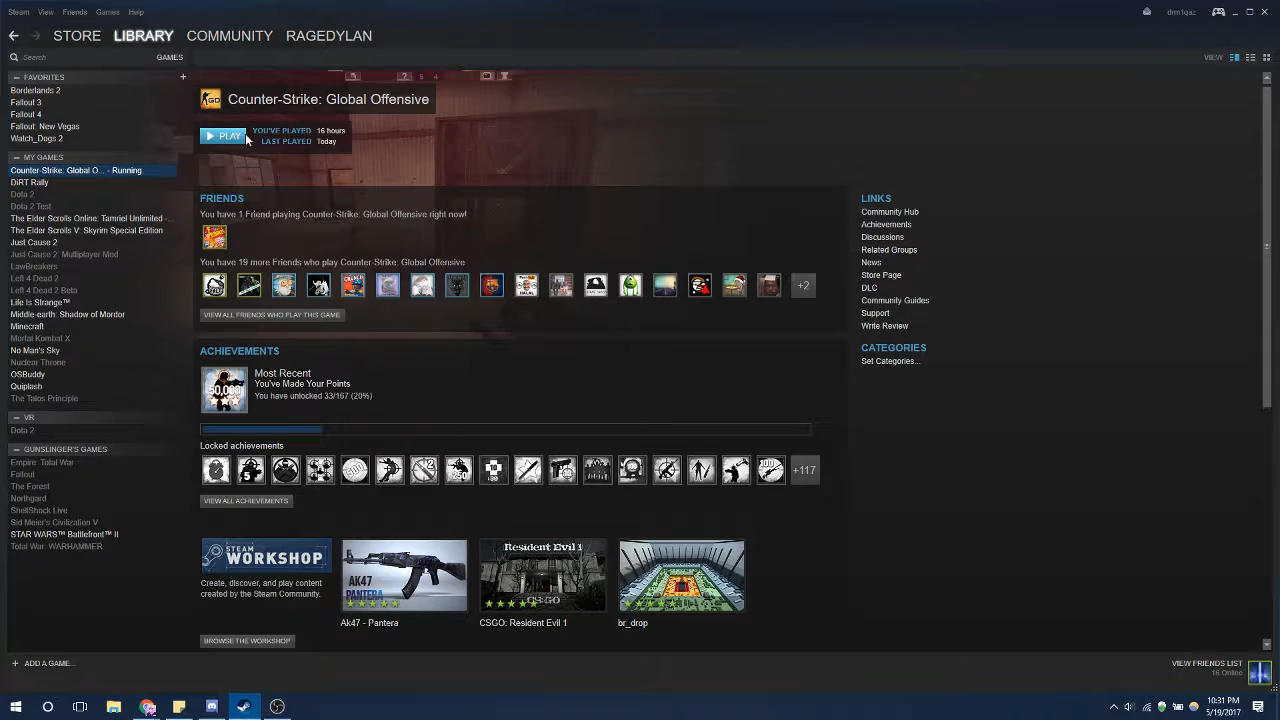 Steam View Friends Games Help
drm1qaz
STORE LIBRARY COMMUNITY RAGEDYLAN
Search GAMES
VIEW
FAVORITES
Borderlands 2
Fallout 3
Fallout 4
Fallout: New Vegas
Watch_Dogs 2
MY GAMES
Counter-Strike: Global O... - Running
DiRT Rally
Dota 2
Dota 2 Test
The Elder Scrolls Online: Tamriel Unlimited -...
The Elder Scrolls V: Skyrim Special Edition
Just Cause 2
Just Cause 2: Multiplayer Mod
LawBreakers
Left 4 Dead 2
Left 4 Dead 2 Beta
Life Is Strange™
Middle-earth: Shadow of Mordor
Minecraft
Mortal Kombat X
No Man's Sky
Nuclear Throne
OSBuddy
Quiplash
The Talos Principle
VR
Dota 2
GUNSLINGER'S GAMES
Empire: Total War
Fallout
The Forest
Northgard
ShellShock Live
Sid Meier's Civilization V
STAR WARS™ Battlefront™ II
Total War: WARHAMMER
ADD A GAME...
? 5 4
GO Counter-Strike: Global Offensive
PLAY
YOU'VE PLAYED 16 hours
LAST PLAYED Today
FRIENDS
You have 1 Friend playing Counter-Strike: Global Offensive right now!
You have 19 more Friends who play Counter-Strike: Global Offensive
+2
VIEW ALL FRIENDS WHO PLAY THIS GAME
ACHIEVEMENTS
50,000
Most Recent
You've Made Your Points
You have unlocked 33/167 (20%)
Locked achievements
+117
VIEW ALL ACHIEVEMENTS
STEAM WORKSHOP
Create, discover, and play content
created by the Steam Community.
BROWSE THE WORKSHOP
AK47
PANTERA
Ak47 - Pantera
Resident Evil 1
CS:GO
CSGO: Resident Evil 1
br_drop
LINKS
Community Hub
Achievements
Discussions
Related Groups
News
Store Page
DLC
Community Guides
Support
Write Review
CATEGORIES
Set Categories...
VIEW FRIENDS LIST
16 Online
10:31 PM
5/19/2017